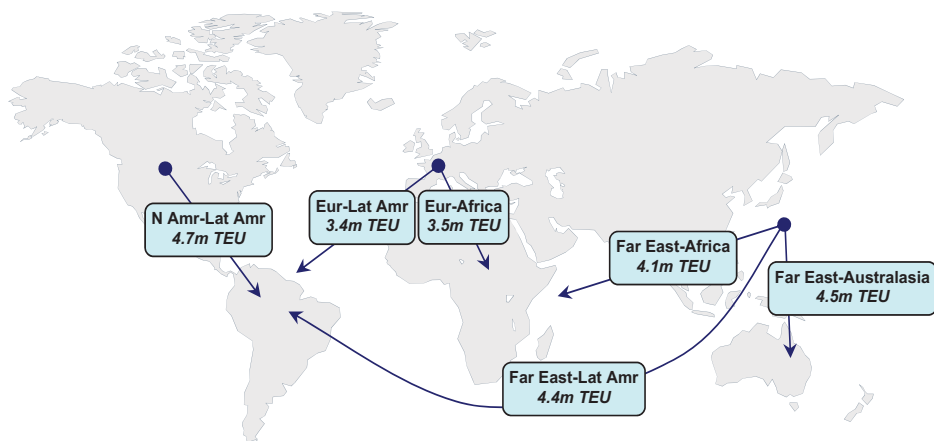 N Amr-Lat Amr
4.7m TEU
Eur-Lat Amr
3.4m TEU
Eur-Africa
3.5m TEU
Far East-Africa
4.1m TEU
Far East-Australasia
4.5m TEU
Far East-Lat Amr
4.4m TEU